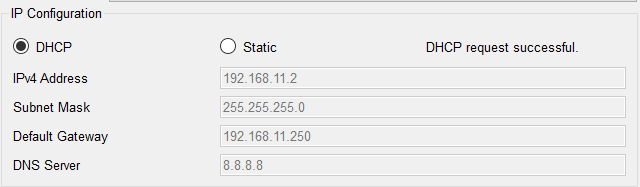 IP Configuration
DHCP Static DHCP request successful.
IPv4 Address 192.168.11.2
Subnet Mask 255.255.255.0
Default Gateway 192.168.11.250
DNS Server 8.8.8.8